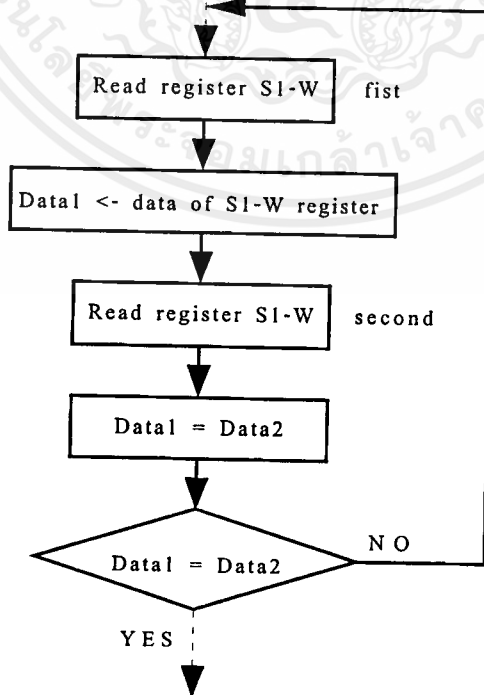 Read register S1-W fist
Data1 <- data of S1-W register
Read register S1-W second
Data1 = Data2
Data1 = Data2
NO
YES